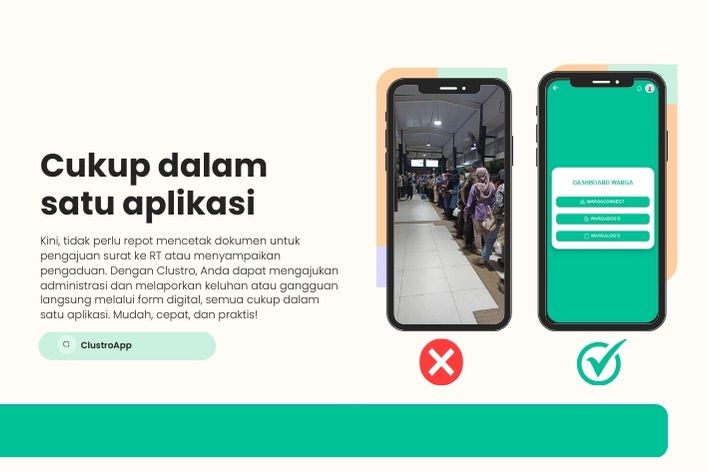 Cukup dalam
satu aplikasi
Kini, tidak perlu repot mencetak dokumen untuk
pengajuan surat ke RT atau menyampaikan
pengaduan. Dengan Clustro, Anda dapat mengajukan
administrasi dan melaporkan keluhan atau gangguan
langsung melalui form digital, semua cukup dalam
satu aplikasi. Mudah, cepat, dan praktis!
ClustroApp
DASHBOARD WARGA
WARGACONNECT
WARGADOC'S
WARGALOG'S